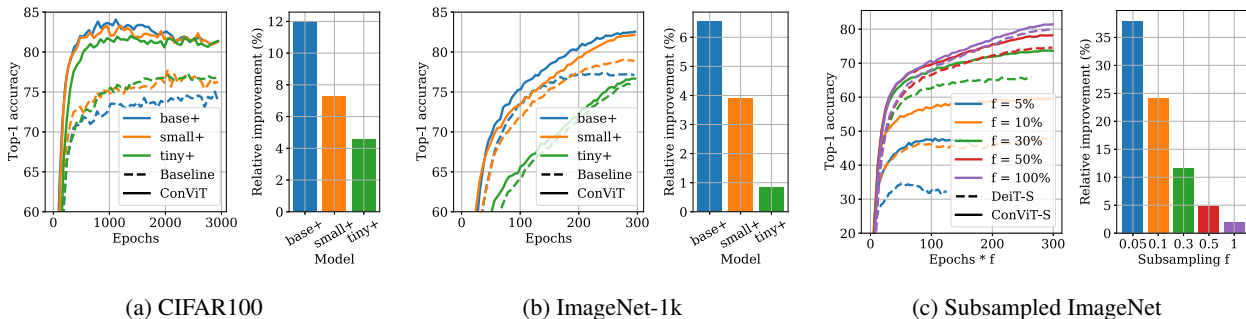 85
80
75
70
65
60
Top-1 accuracy
0
1000
2000
3000
Epochs
base+
small+
tiny+
Baseline
ConViT
12
10
8
6
4
2
0
Relative improvement (%)
base+
small+
tiny+
Model
85
80
75
70
65
60
Top-1 accuracy
0
100
200
300
Epochs
base+
small+
tiny+
Baseline
ConViT
6
5
4
3
2
1
0
Relative improvement (%)
base+
small+
tiny+
Model
80
70
60
50
40
30
20
Top-1 accuracy
0
100
200
300
Epochs * f
f = 5%
f = 10%
f = 30%
f = 50%
f = 100%
DeiT-S
ConViT-S
35
30
25
20
15
10
5
0
Relative improvement (%)
0.05
0.1
0.3
0.5
1
Subsampling f
(a) CIFAR100
(b) ImageNet-1k
(c) Subsampled ImageNet